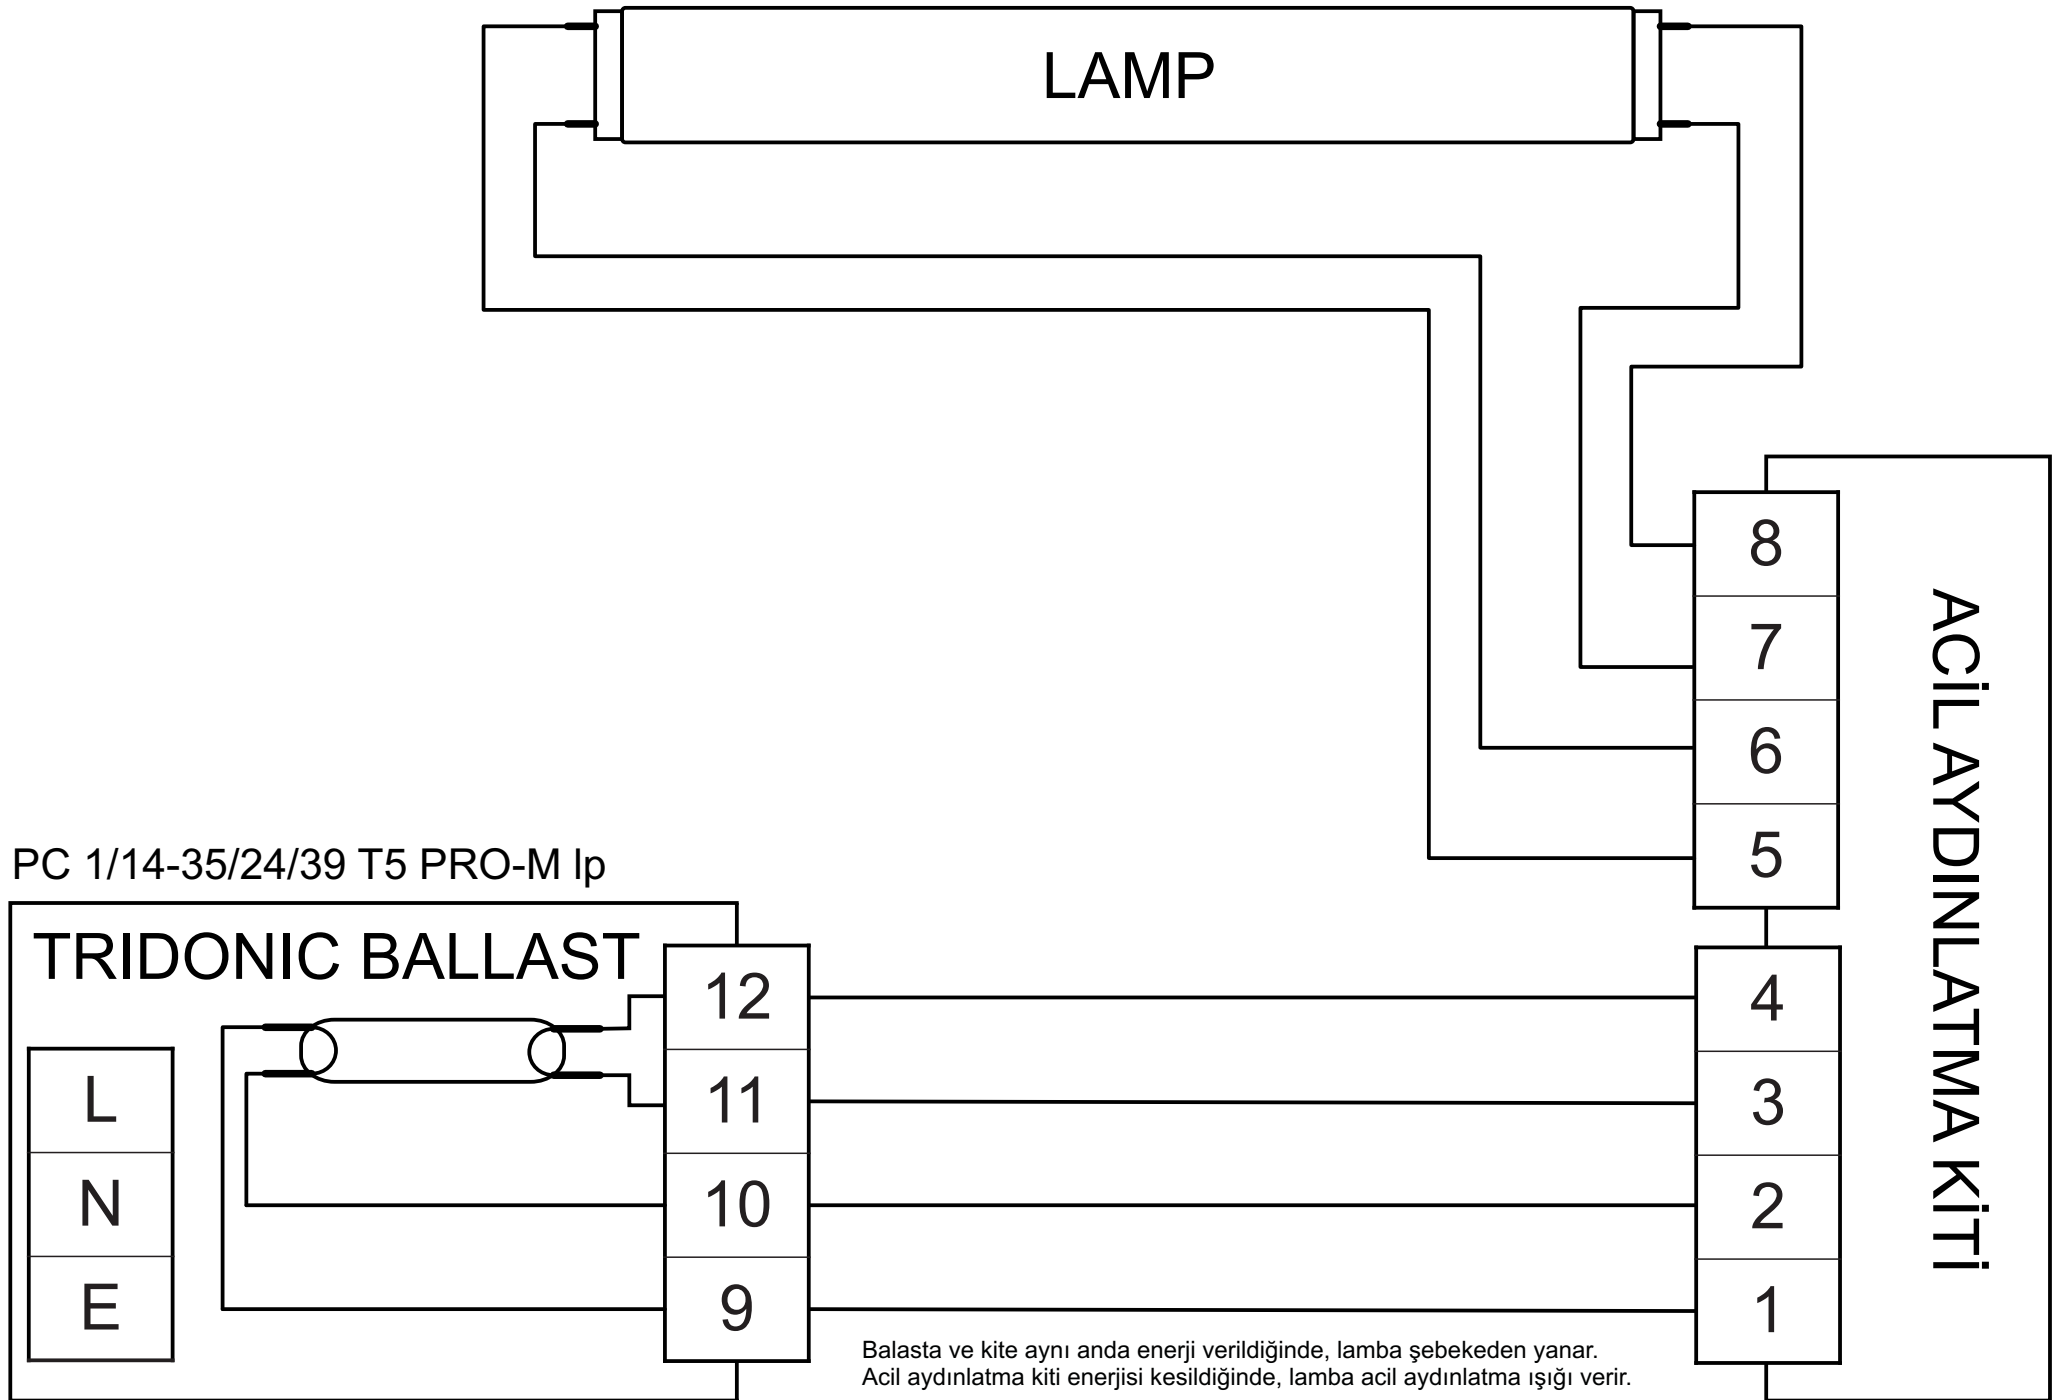 LAMP
8
7
6
5
ACİL AYDINLATMA KİTİ
PC 1/14-35/24/39 T5 PRO-M lp
TRIDONIC BALLAST
L
N
E
12
11
10
9
4
3
2
1
Balasta ve kite aynı anda enerji verildiğinde, lamba şebekeden yanar.
Acil aydınlatma kiti enerjisi kesildiğinde, lamba acil aydınlatma ışığı verir.